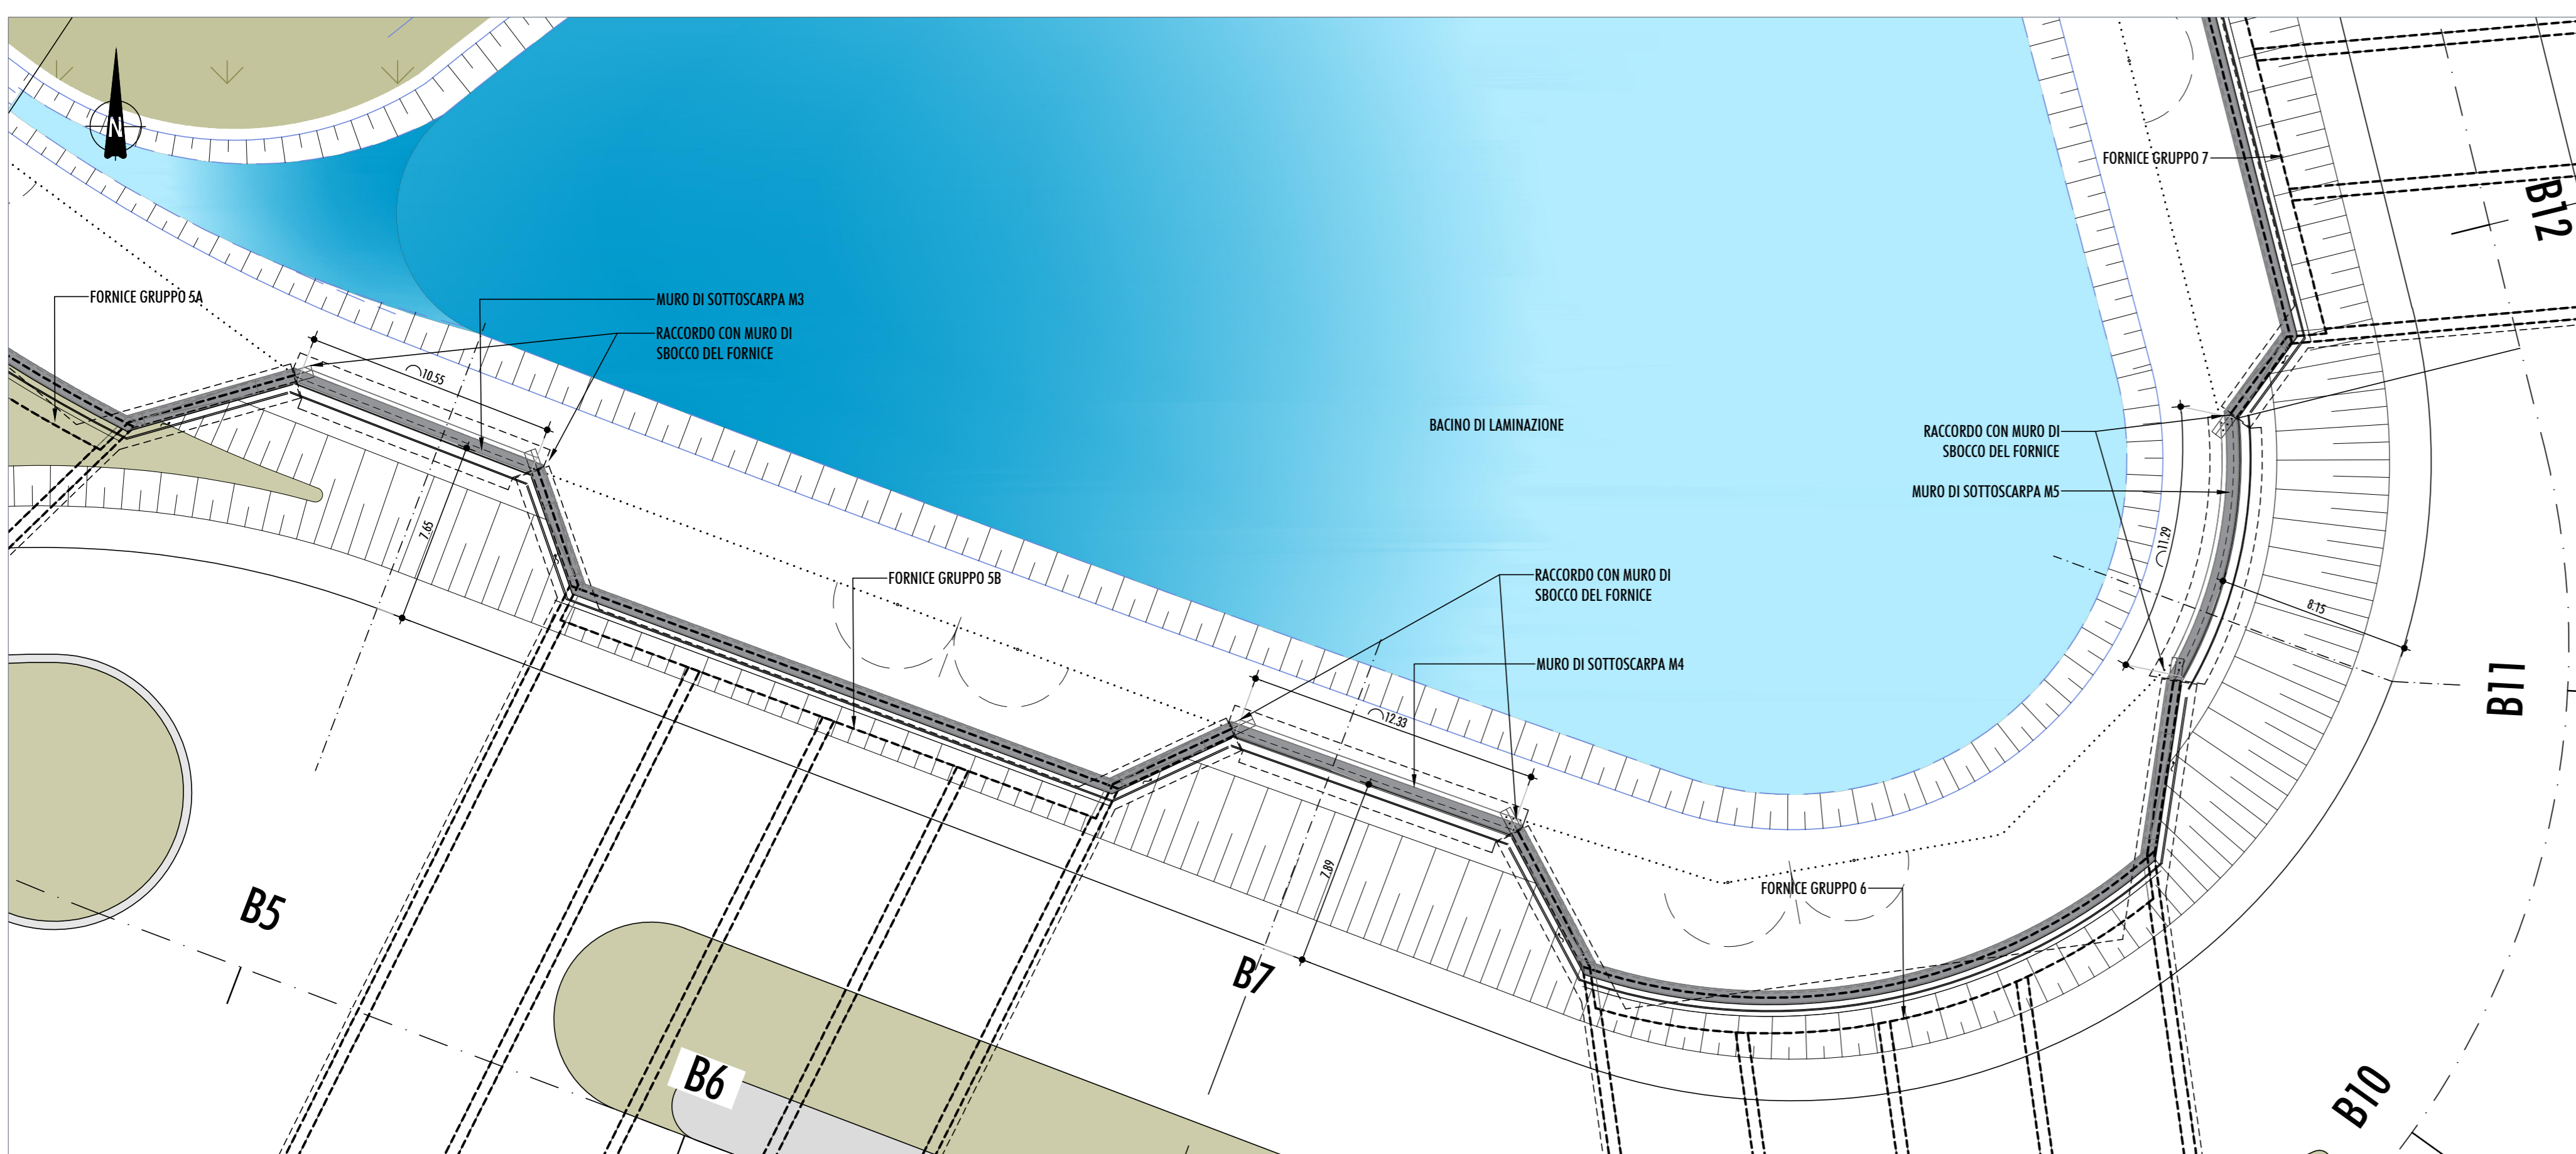 N
FORNICE GRUPPO 7
B12
FORNICE GRUPPO 5A
MURO DI SOTTOSCARPA M3
RACCORDO CON MURO DI
SBOCCO DEL FORNICE
10.55
7.65
BACINO DI LAMINAZIONE
RACCORDO CON MURO DI
SBOCCO DEL FORNICE
MURO DI SOTTOSCARPA M5
11.29
8.15
FORNICE GRUPPO 5B
RACCORDO CON MURO DI
SBOCCO DEL FORNICE
MURO DI SOTTOSCARPA M4
12.33
7.89
B11
FORNICE GRUPPO 6
B5
B7
B6
B10